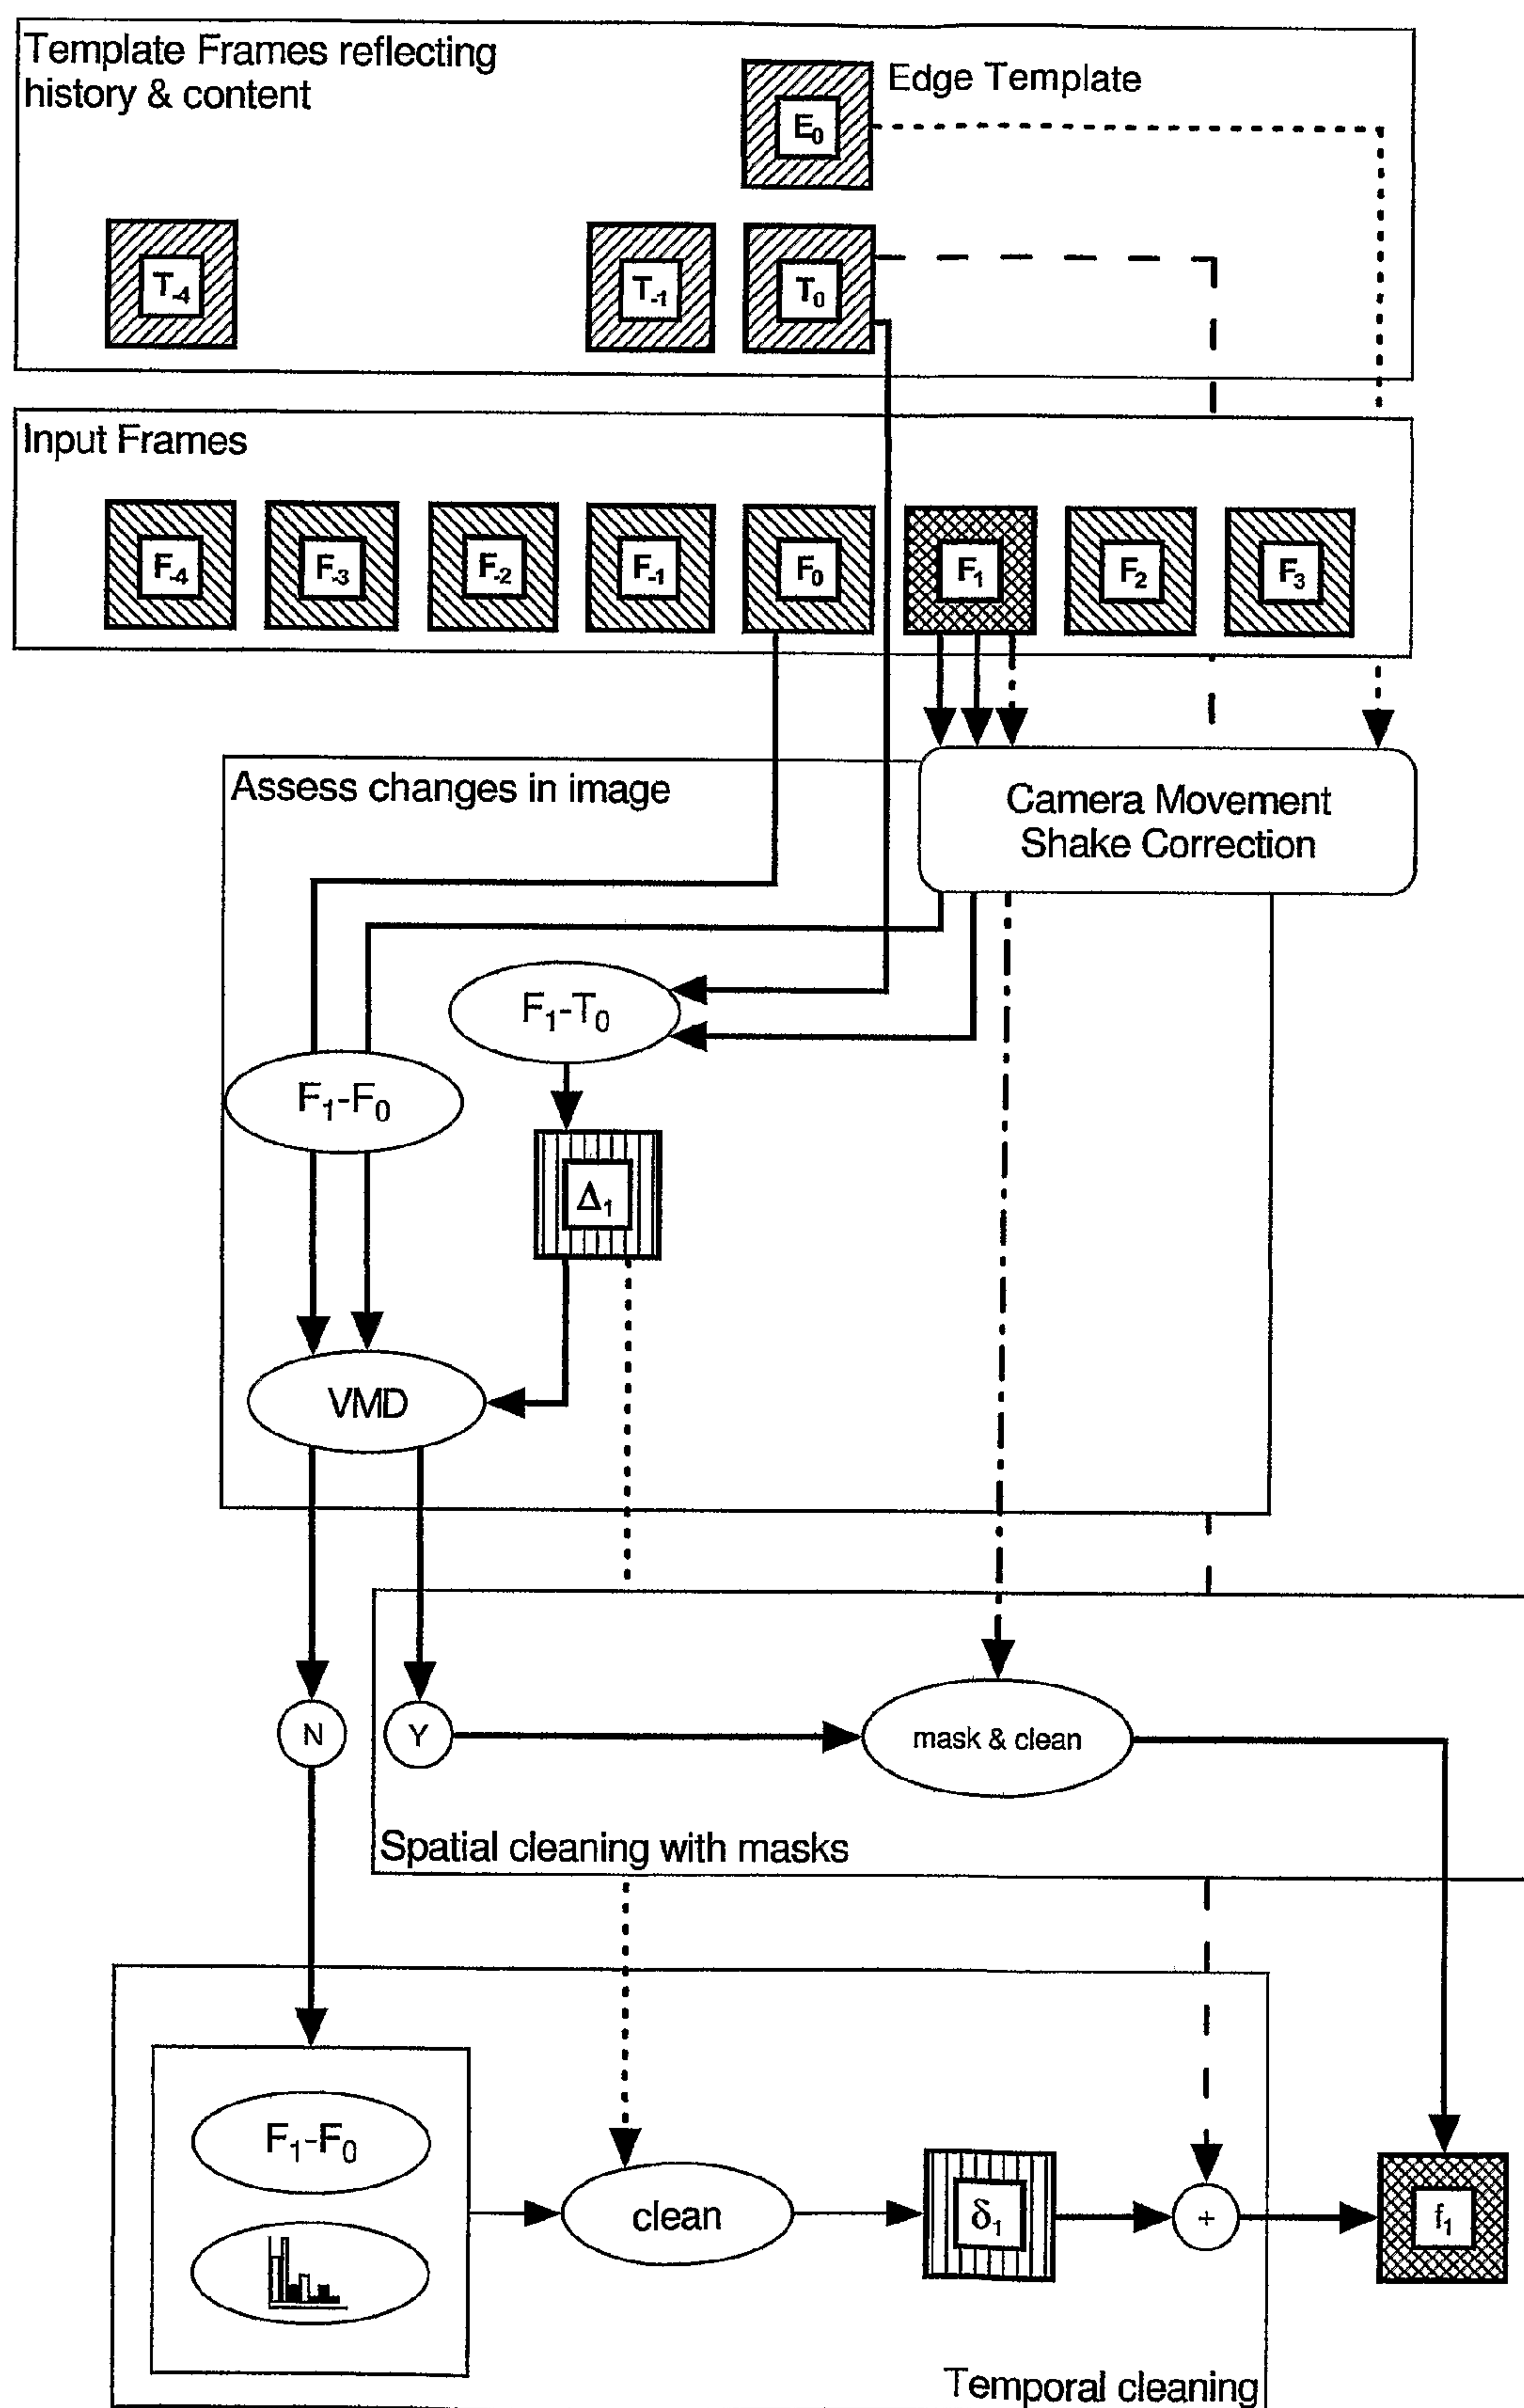 Template Frames reflecting
history & content
Edge Template
E₀
T₋₄
T₋₁
T₀
Input Frames
F₋₄
F₋₃
F₋₂
F₋₁
F₀
F₁
F₂
F₃
Assess changes in image
Camera Movement
Shake Correction
F₁-T₀
F₁-F₀
Δ₁
VMD
N
Y
mask & clean
Spatial cleaning with masks
F₁-F₀
clean
δ₁
+
f₁
Temporal cleaning